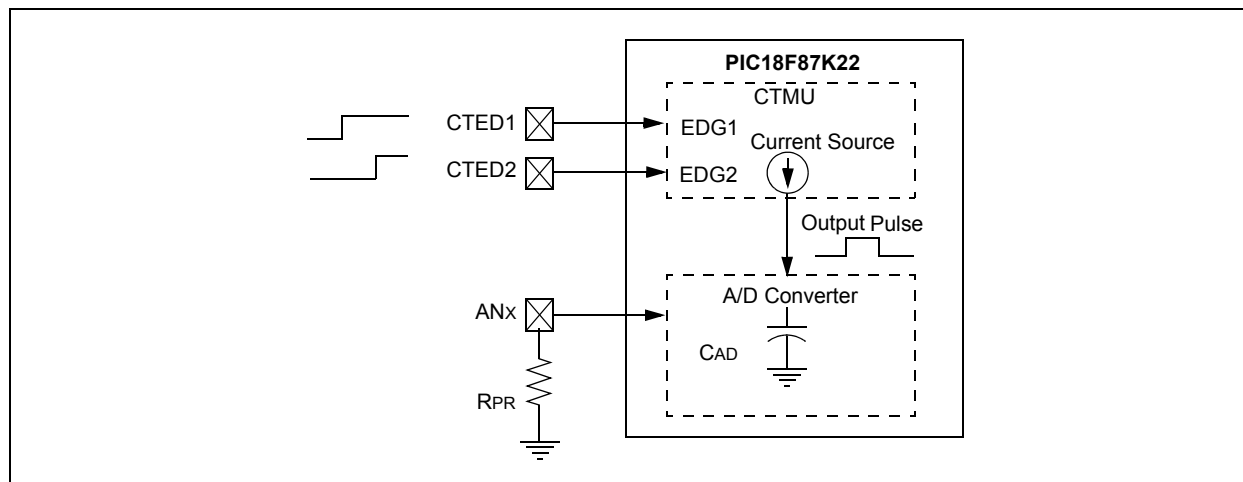 PIC18F87K22
CTMU
CTED1
EDG1
Current Source
CTED2
EDG2
Output Pulse
A/D Converter
ANX
CAD
RPR